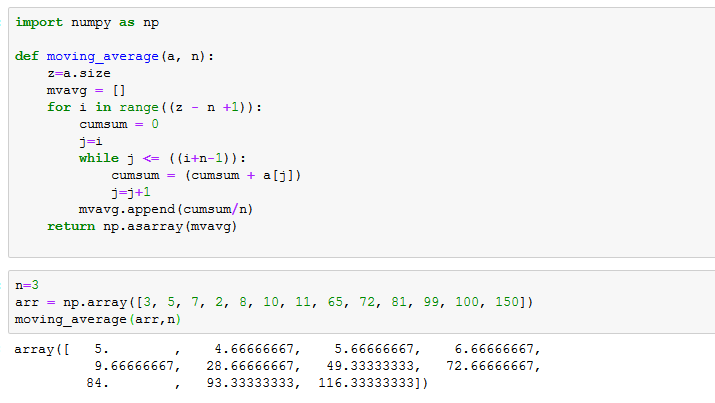 import numpy as np
def moving_average(a, n):
    z=a.size
    mvavg = []
    for i in range((z - n +1)):
        cumsum = 0
        j=i
        while j <= ((i+n-1)):
            cumsum = (cumsum + a[j])
            j=j+1
        mvavg.append(cumsum/n)
    return np.asarray(mvavg)
n=3
arr = np.array([3, 5, 7, 2, 8, 10, 11, 65, 72, 81, 99, 100, 150])
moving_average(arr,n)
array([   5.        ,    4.66666667,    5.66666667,    6.66666667,
          9.66666667,   28.66666667,   49.33333333,   72.66666667,
         84.        ,   93.33333333,  116.33333333])